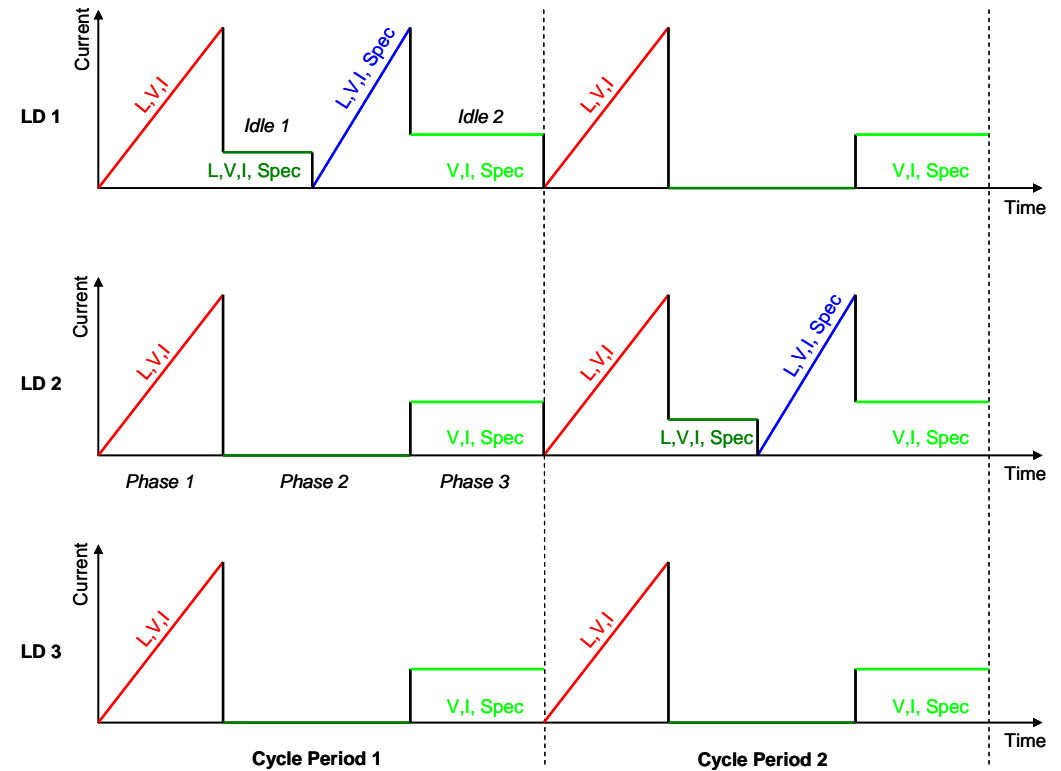 Current
LD 1
L,V,I
Idle 1
L,V,I, Spec
L,V,I, Spec
Idle 2
V,I, Spec
L,V,I
V,I, Spec
Time
Current
LD 2
L,V,I
V,I, Spec
L,V,I
L,V,I, Spec
L,V,I, Spec
V,I, Spec
Time
Phase 1
Phase 2
Phase 3
Current
LD 3
L,V,I
V,I, Spec
L,V,I
V,I, Spec
Time
Cycle Period 1
Cycle Period 2